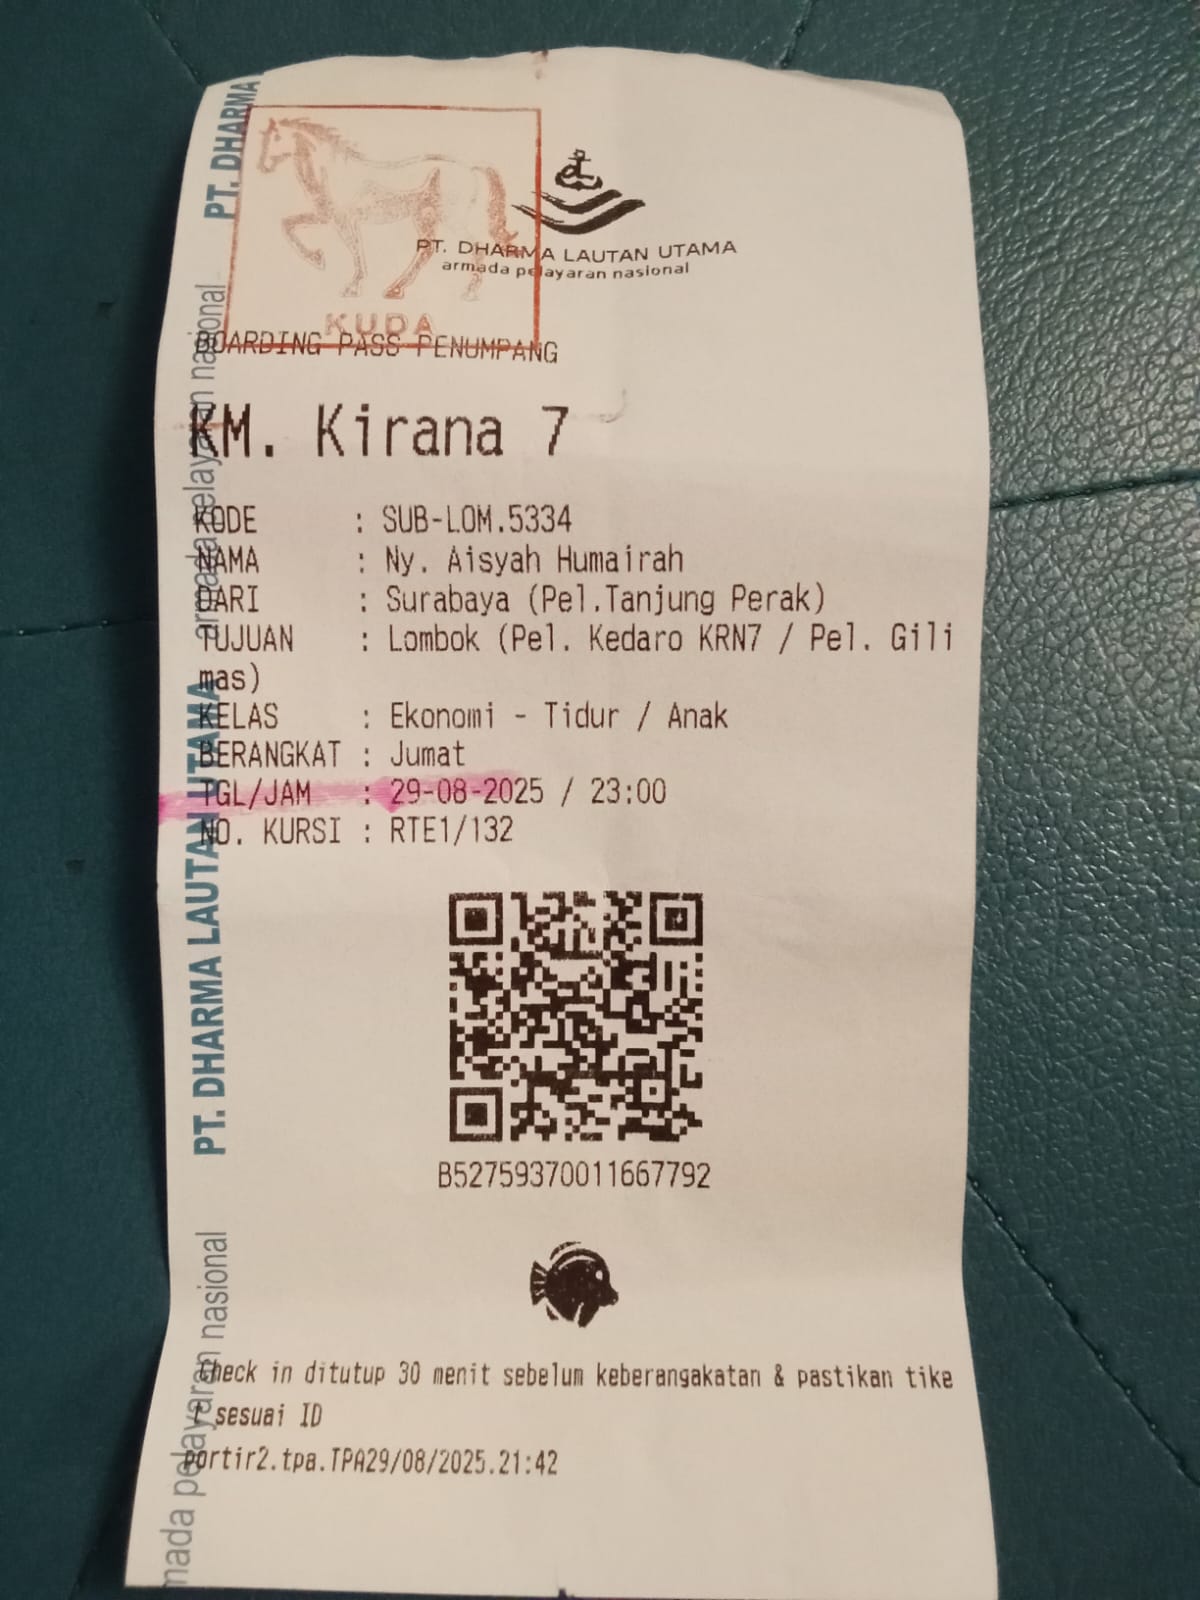 PT. DHARMA LAUTAN UTAMA
armada pelayaran nasional
KUDA
BOARDING PASS PENUMPANG
KM. Kirana 7
KODE : SUB-LOM.5334
NAMA : Ny. Aisyah Humairah
DARI : Surabaya (Pel.Tanjung Perak)
TUJUAN : Lombok (Pel. Kedaro KRN7 / Pel. Gili
mas)
KELAS : Ekonomi - Tidur / Anak
BERANGKAT : Jumat
TGL/JAM : 29-08-2025 / 23:00
NO. KURSI : RTE1/132
B52759370011667792
Check in ditutup 30 menit sebelum keberangakatan & pastikan tike
t sesuai ID
portir2.tpa.TPA29/08/2025.21:42
PT. DHARMA
armada pelayaran nasional
PT. DHARMA LAUTAN UTAMA
mada pelayaran nasional